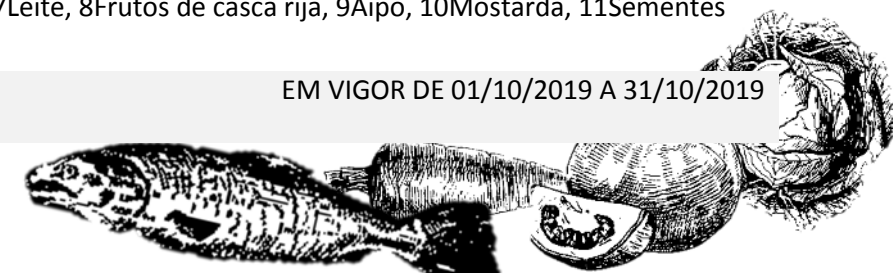 7Leite, 8Frutos de casca rija, 9Aipo, 10Mostarda, 11Sementes
EM VIGOR DE 01/10/2019 A 31/10/2019